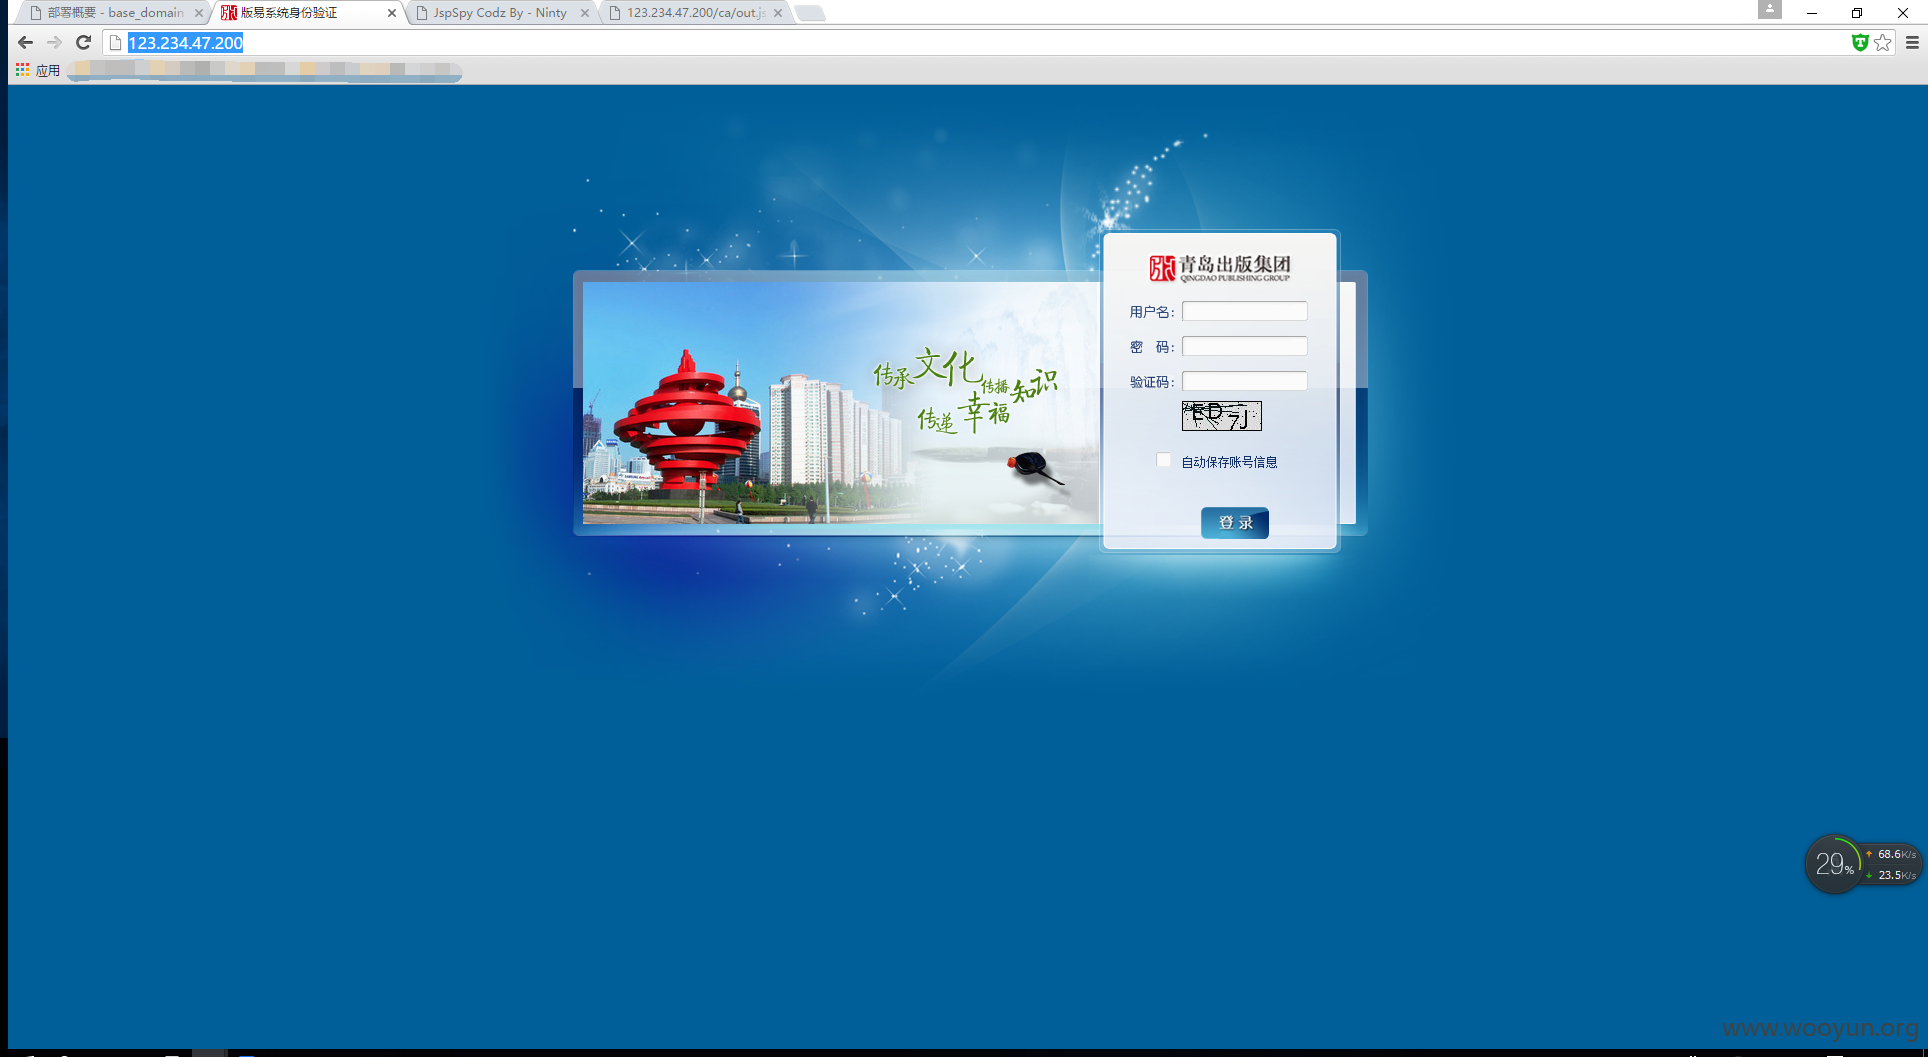 部署概要 - base_domain
版易系统身份验证
JspSpy Codz By - Ninty
123.234.47.200/ca/out.js
123.234.47.200
应用
青岛出版集团
QINGDAO PUBLISHING GROUP
用户名：
密 码：
验证码：
ED7J
自动保存账号信息
登 录
传承文化
传播知识
传递幸福
29%
68.6K/s
23.5K/s
www.wooyun.org